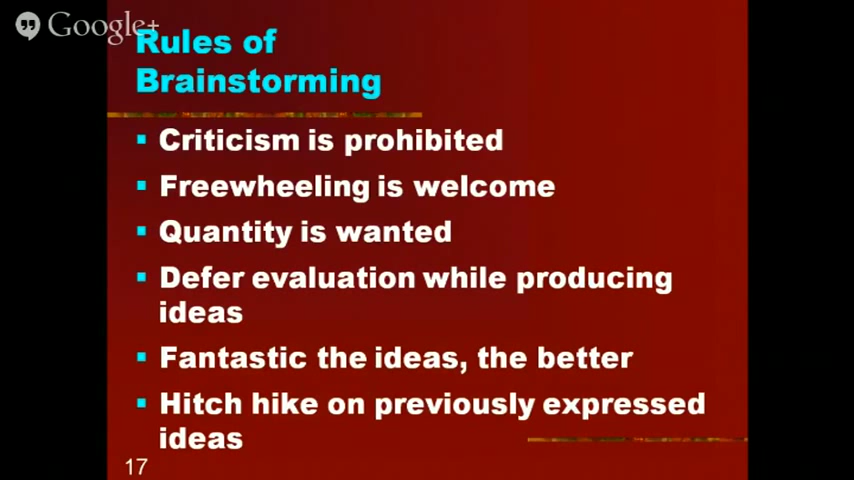 Google+
Rules of
Brainstorming
Criticism is prohibited
Freewheeling is welcome
Quantity is wanted
Defer evaluation while producing
ideas
Fantastic the ideas, the better
Hitch hike on previously expressed
ideas
17